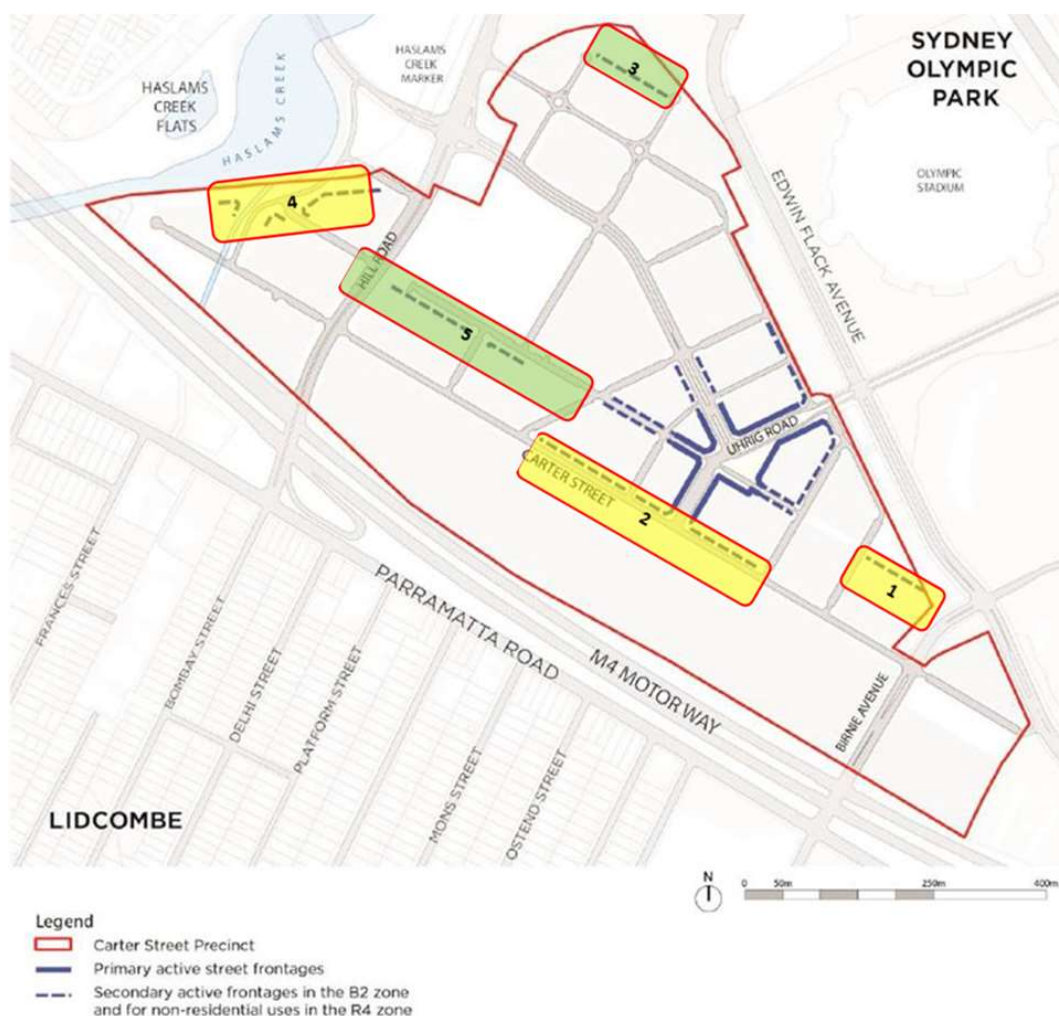 SYDNEY
OLYMPIC
PARK
HASLAMS
CREEK
MARKER
HASLAMS
CREEK
FLATS
HASLAMS CREEK
3
OLYMPIC
STADIUM
EDWIN FLACK AVENUE
4
HILL ROAD
5
UHRIG ROAD
CARTER STREET
2
1
FRANCES STREET
BOMBAY STREET
DELHI STREET
PLATFORM STREET
PARRAMATTA ROAD
M4 MOTORWAY
BIRNIE AVENUE
MONS STREET
OSTEND STREET
LIDCOMBE
N
0 50m 250m 400m
Legend
Carter Street Precinct
Primary active street frontages
Secondary active frontages in the B2 zone
and for non-residential uses in the R4 zone